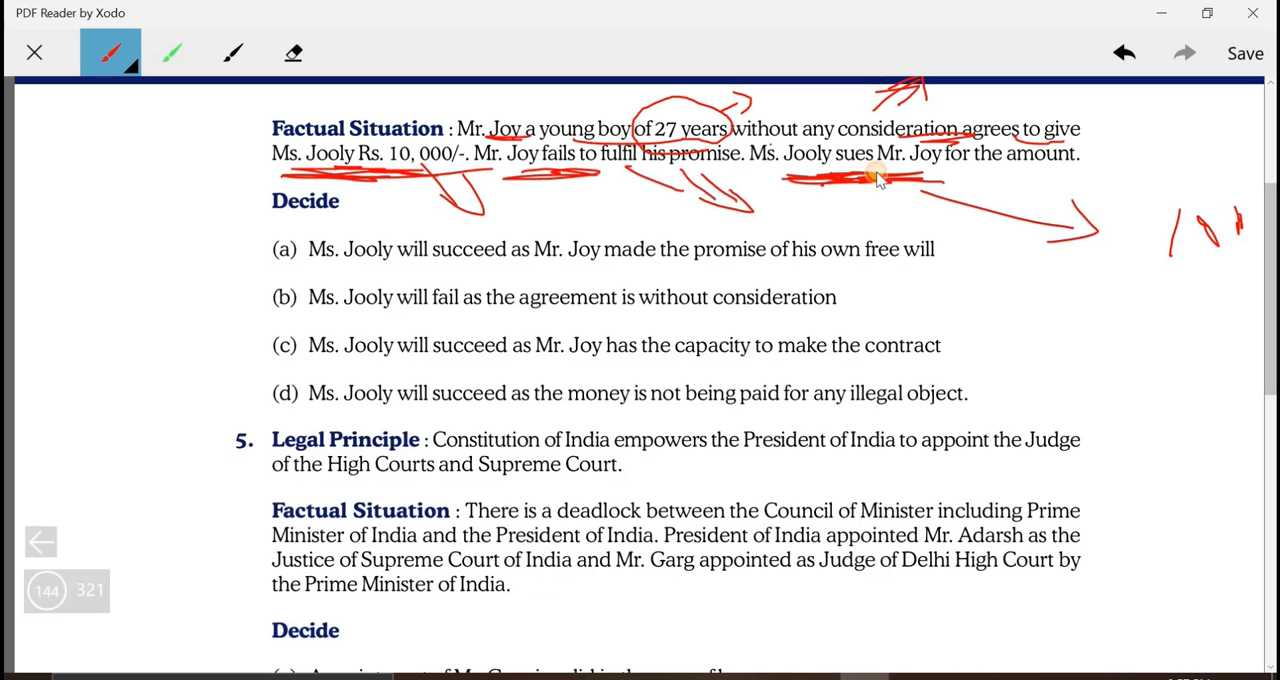 PDF Reader by Xodo
Save
Factual Situation : Mr. Joy a young boy of 27 years without any consideration agrees to give
Ms. Jooly Rs. 10, 000/-. Mr. Joy fails to fulfil his promise. Ms. Jooly sues Mr. Joy for the amount.
Decide
(a) Ms. Jooly will succeed as Mr. Joy made the promise of his own free will
(b) Ms. Jooly will fail as the agreement is without consideration
(c) Ms. Jooly will succeed as Mr. Joy has the capacity to make the contract
(d) Ms. Jooly will succeed as the money is not being paid for any illegal object.
5. Legal Principle : Constitution of India empowers the President of India to appoint the Judge
of the High Courts and Supreme Court.
Factual Situation : There is a deadlock between the Council of Minister including Prime
Minister of India and the President of India. President of India appointed Mr. Adarsh as the
Justice of Supreme Court of India and Mr. Garg appointed as Judge of Delhi High Court by
the Prime Minister of India.
144 321
Decide